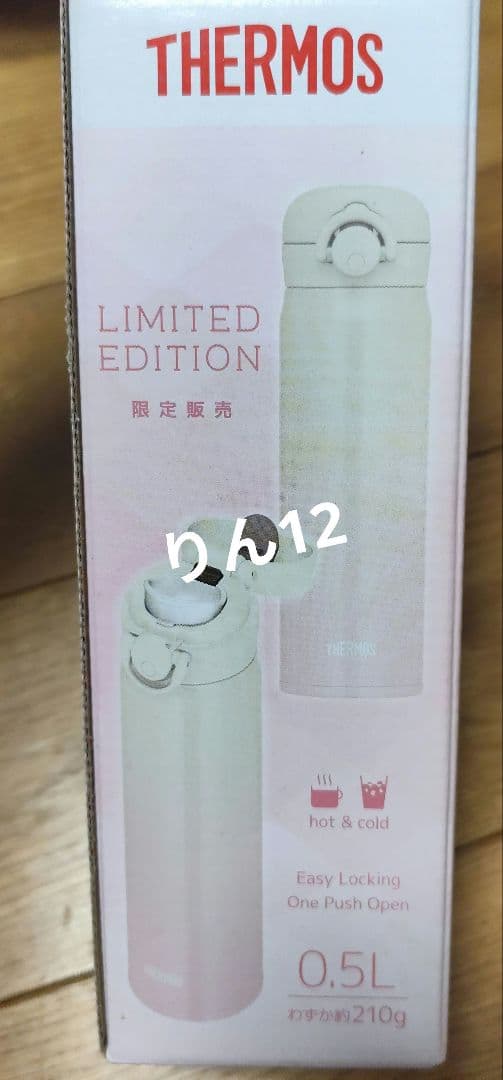 THERMOS
LIMITED
EDITION
限定販売
りん12
THERMOS
THERMOS
hot & cold
Easy Locking
One Push Open
0.5L
わずか約210g